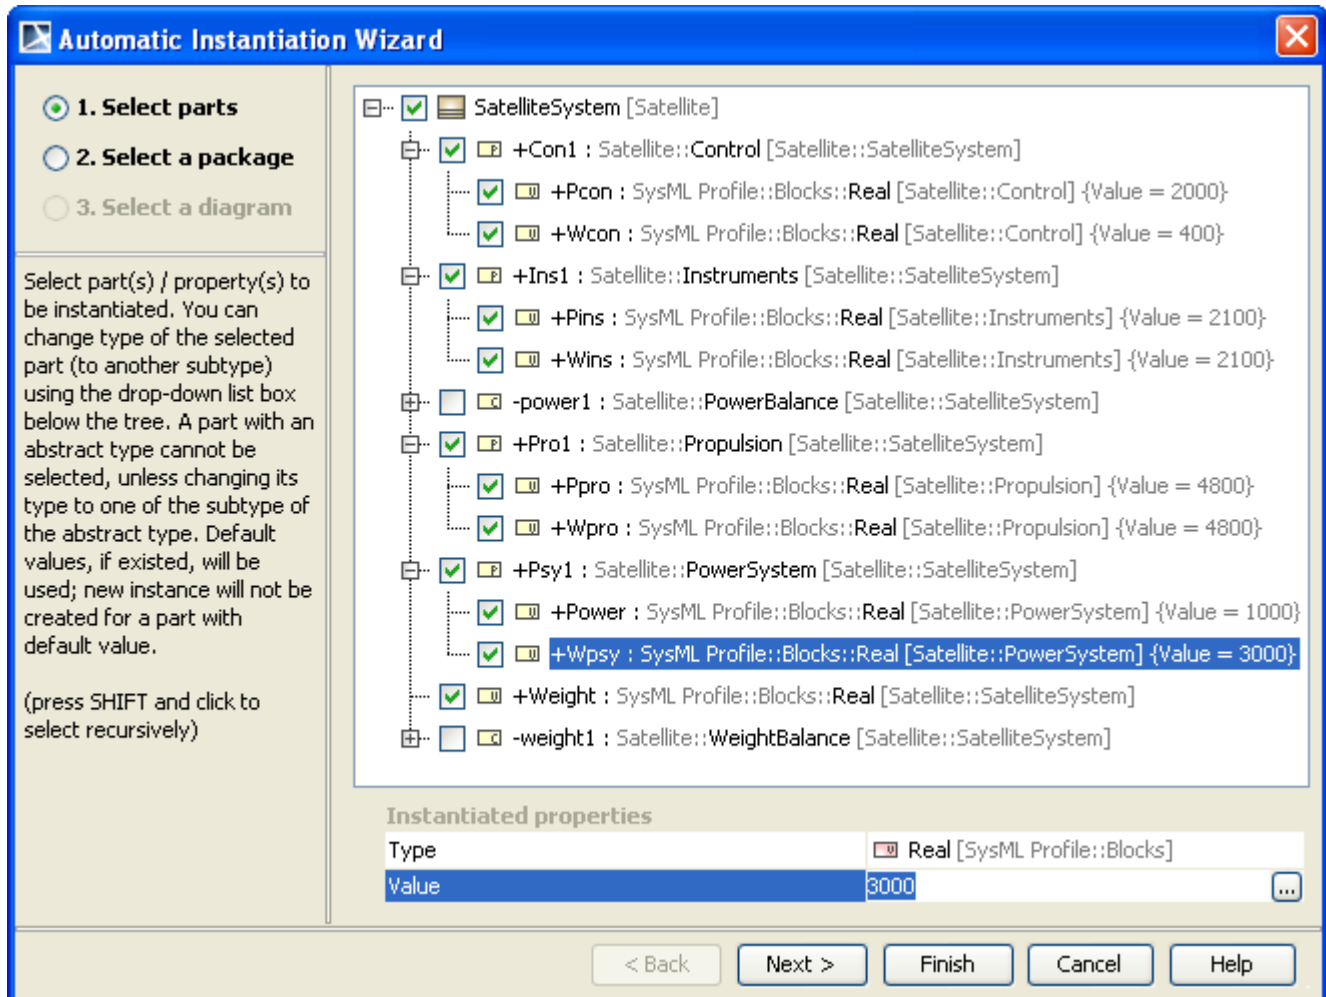 Automatic Instantiation Wizard
1. Select parts
2. Select a package
3. Select a diagram
Select part(s) / property(s) to
be instantiated. You can
change type of the selected
part (to another subtype)
using the drop-down list box
below the tree. A part with an
abstract type cannot be
selected, unless changing its
type to one of the subtype of
the abstract type. Default
values, if existed, will be
used; new instance will not be
created for a part with
default value.
(press SHIFT and click to
select recursively)
SatelliteSystem [Satellite]
P +Con1 : Satellite::Control [Satellite::SatelliteSystem]
V +Pcon : SysML Profile::Blocks::Real [Satellite::Control] {Value = 2000}
V +Wcon : SysML Profile::Blocks::Real [Satellite::Control] {Value = 400}
P +Ins1 : Satellite::Instruments [Satellite::SatelliteSystem]
V +Pins : SysML Profile::Blocks::Real [Satellite::Instruments] {Value = 2100}
V +Wins : SysML Profile::Blocks::Real [Satellite::Instruments] {Value = 2100}
C -power1 : Satellite::PowerBalance [Satellite::SatelliteSystem]
P +Pro1 : Satellite::Propulsion [Satellite::SatelliteSystem]
V +Ppro : SysML Profile::Blocks::Real [Satellite::Propulsion] {Value = 4800}
V +Wpro : SysML Profile::Blocks::Real [Satellite::Propulsion] {Value = 4800}
P +Psy1 : Satellite::PowerSystem [Satellite::SatelliteSystem]
V +Power : SysML Profile::Blocks::Real [Satellite::PowerSystem] {Value = 1000}
V +Wpsy : SysML Profile::Blocks::Real [Satellite::PowerSystem] {Value = 3000}
V +Weight : SysML Profile::Blocks::Real [Satellite::SatelliteSystem]
C -weight1 : Satellite::WeightBalance [Satellite::SatelliteSystem]
Instantiated properties
Type V Real [SysML Profile::Blocks]
Value 3000 ...
< Back Next > Finish Cancel Help